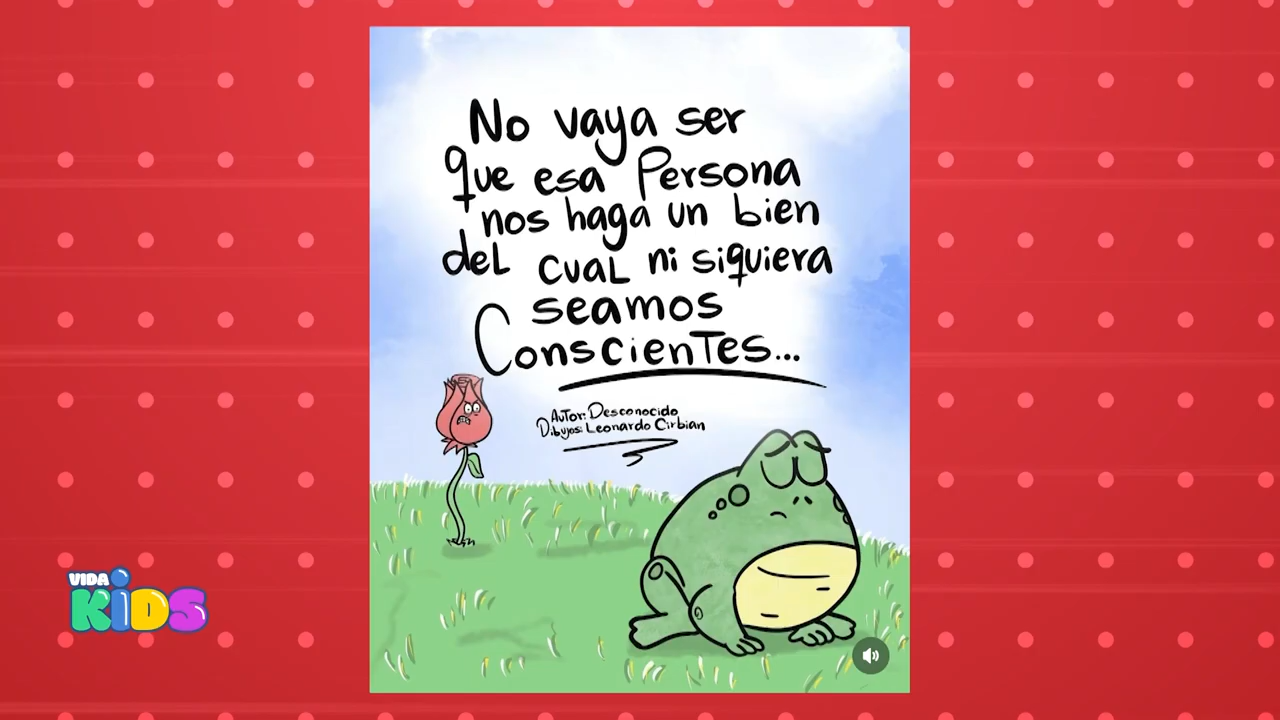 No vaya ser
que esa Persona
nos haga un bien
del cual ni siquiera
seamos
Conscientes...
Autor: Desconocido
Dibujos: Leonardo Cirbian
VIDA
KiDS